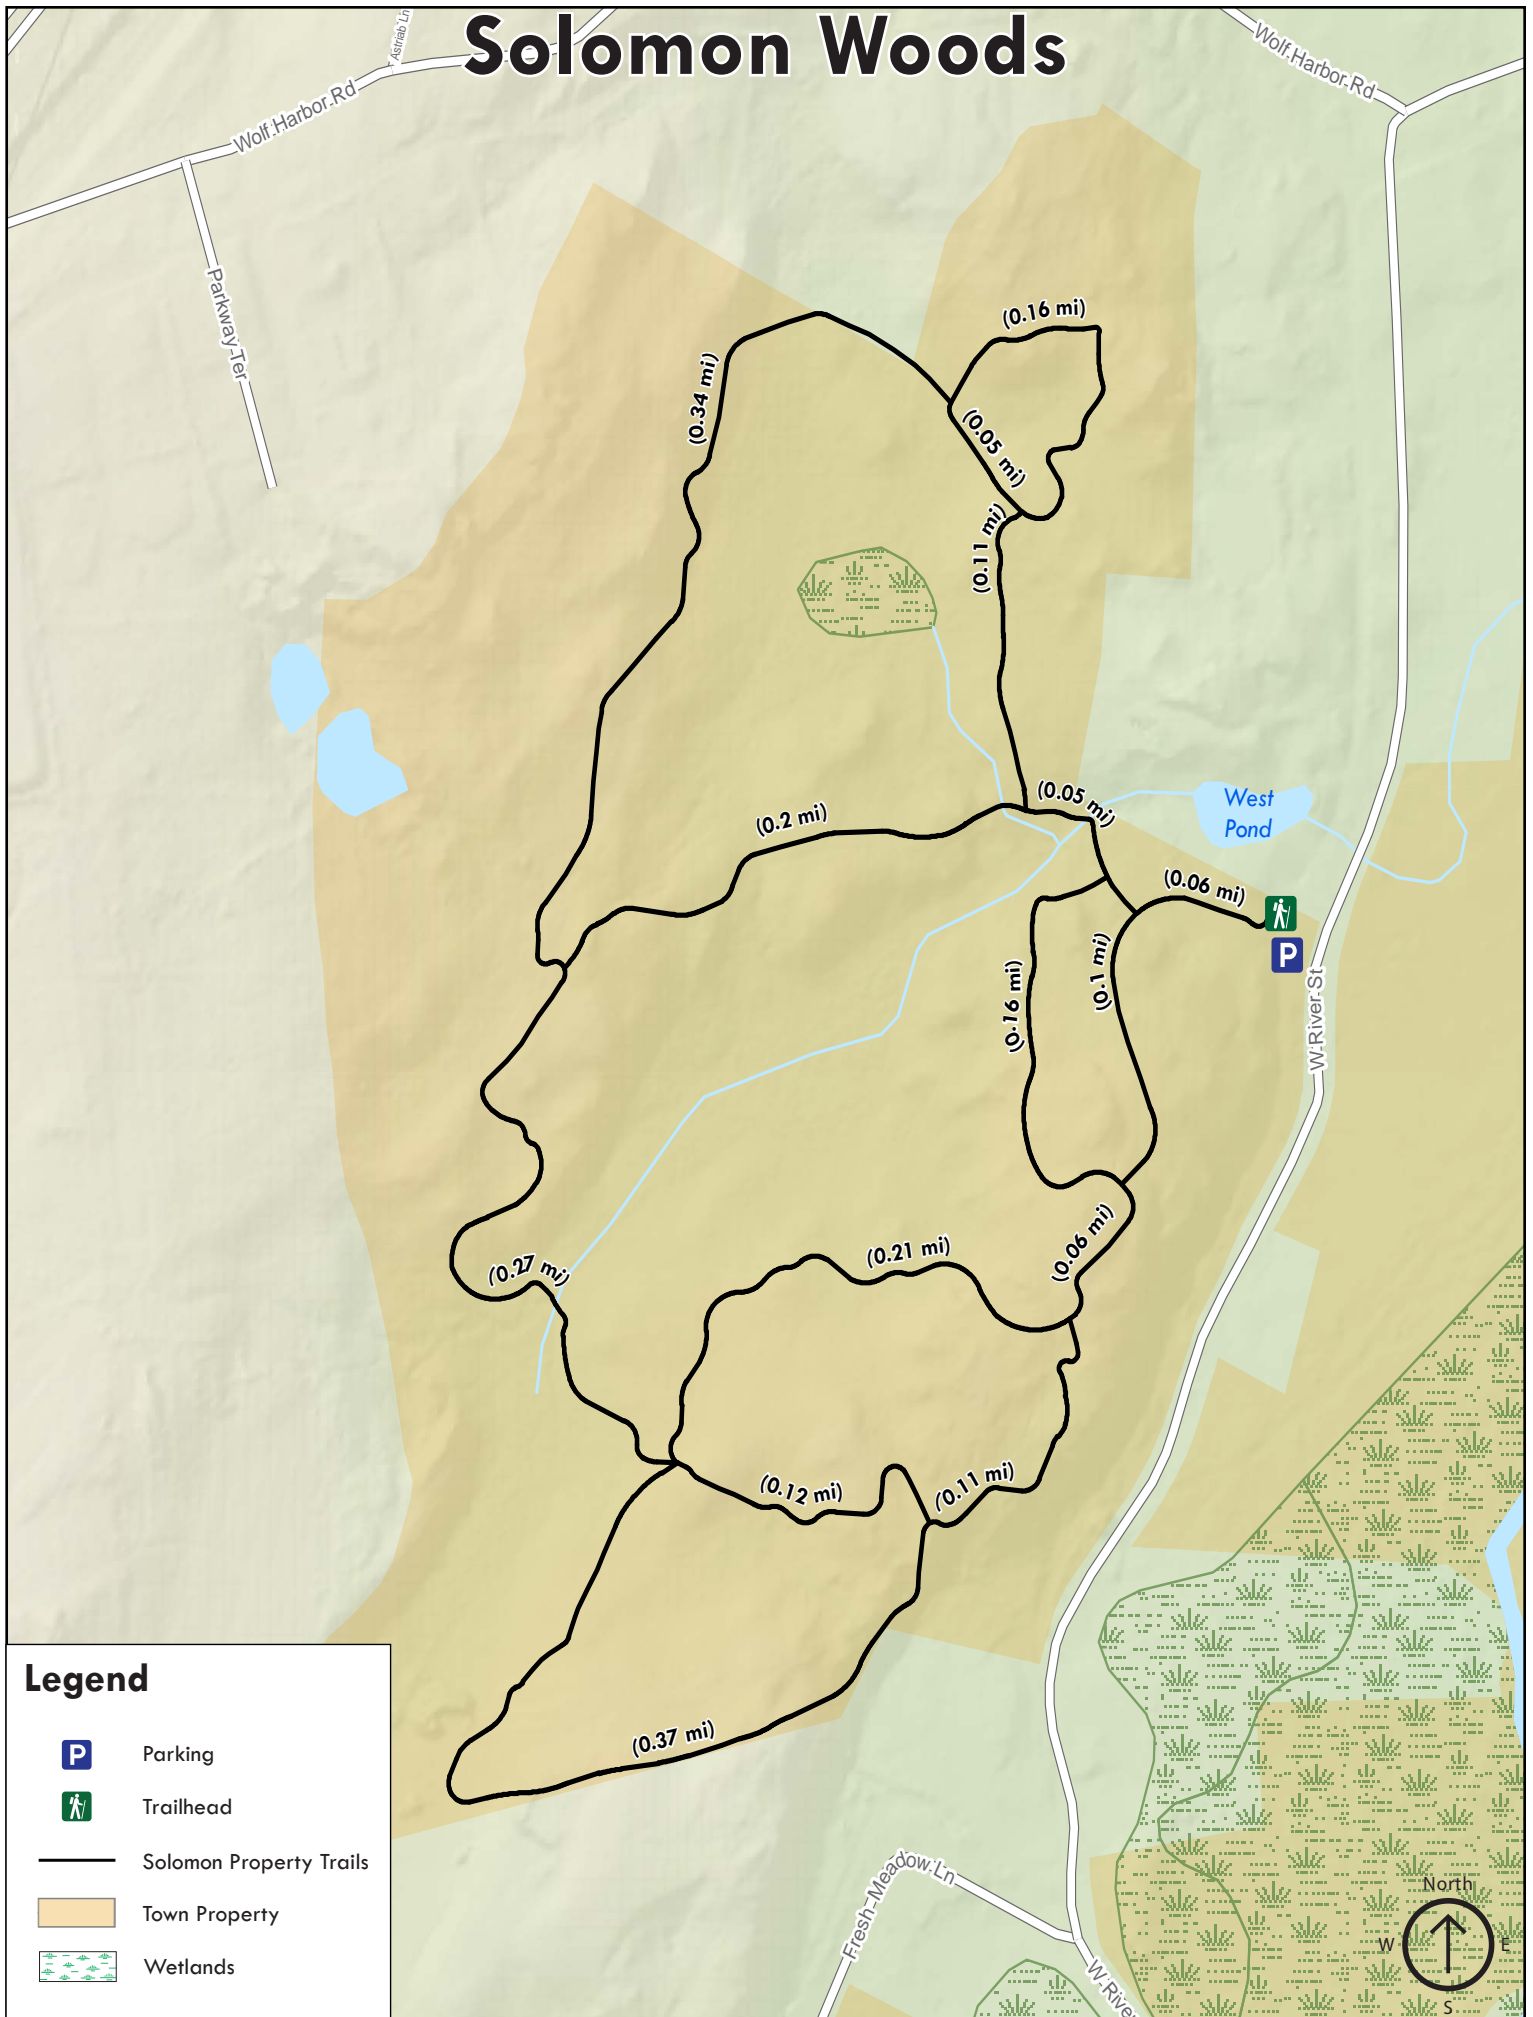 Solomon Woods
Astriab Ln
Wolf Harbor Rd
Wolf Harbor Rd
Parkway Ter
(0.16 mi)
(0.34 mi)
(0.05 mi)
(0.11 mi)
(0.05 mi)
(0.2 mi)
West
Pond
(0.06 mi)
P
(0.1 mi)
(0.16 mi)
W River St
(0.06 mi)
(0.21 mi)
(0.27 mi)
(0.12 mi)
(0.11 mi)
(0.37 mi)
Legend
P Parking
Trailhead
Solomon Property Trails
Town Property
Wetlands
Fresh Meadow Ln
W River
North
W
E
S